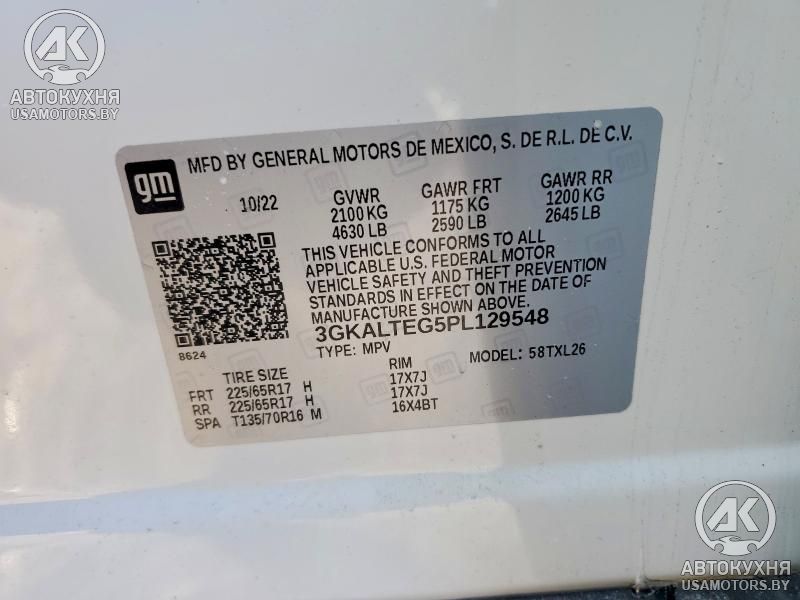 AK
АВТОКУХНЯ
USAMOTORS.BY
gm
MFD BY GENERAL MOTORS DE MEXICO, S. DE R.L. DE C.V.
10/22 GVWR GAWR FRT GAWR RR
2100 KG 1175 KG 1200 KG
4630 LB 2590 LB 2645 LB
THIS VEHICLE CONFORMS TO ALL
APPLICABLE U.S. FEDERAL MOTOR
VEHICLE SAFETY AND THEFT PREVENTION
STANDARDS IN EFFECT ON THE DATE OF
MANUFACTURE SHOWN ABOVE.
3GKALTEG5PL129548
8624 TYPE: MPV MODEL: 58TXL26
TIRE SIZE RIM
FRT 225/65R17 H 17X7J
RR 225/65R17 H 17X7J
SPA T135/70R16 M 16X4BT
AK
АВТОКУХНЯ
USAMOTORS.BY